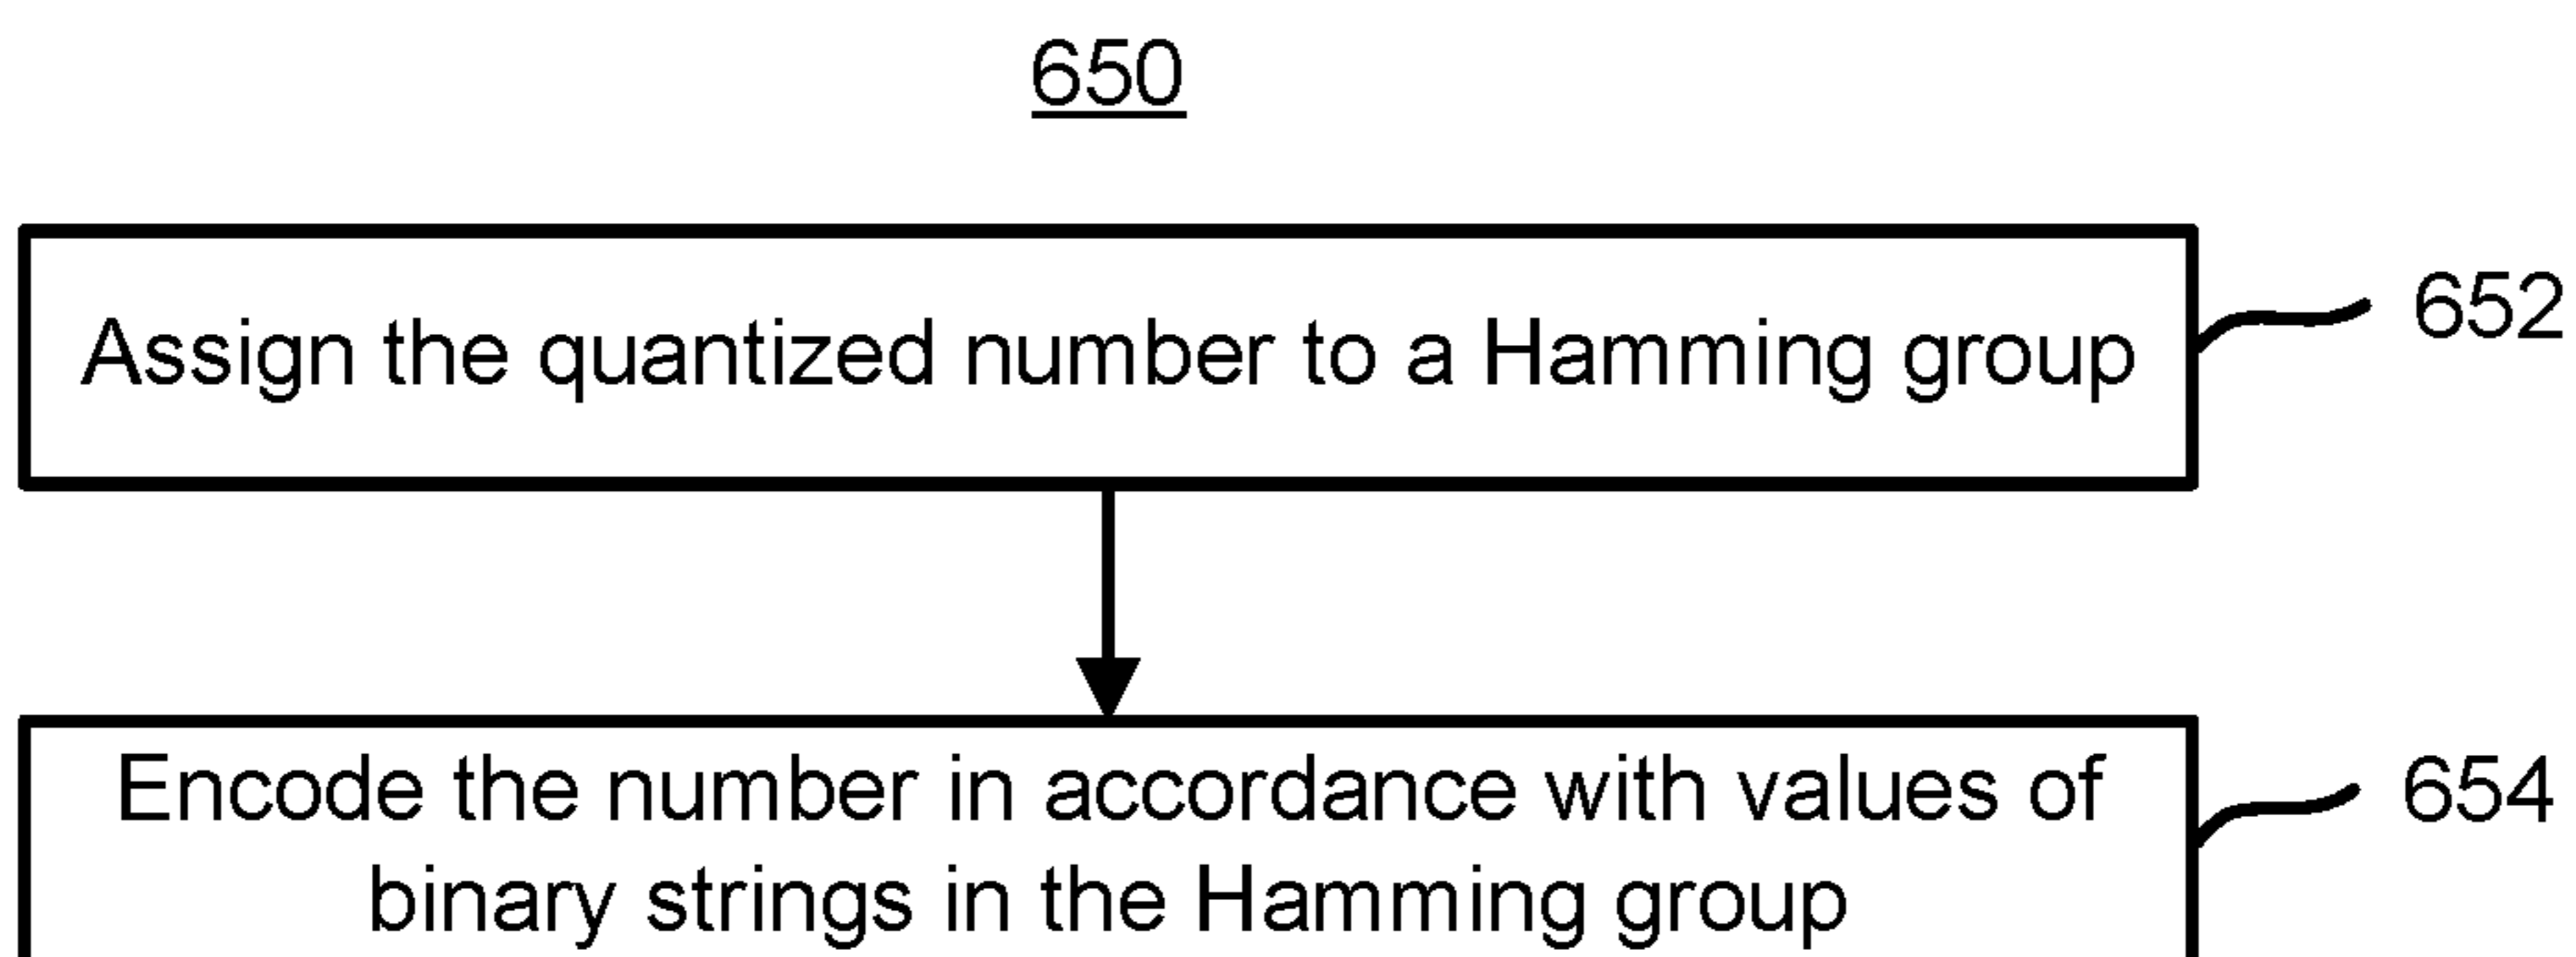 650
Assign the quantized number to a Hamming group
652
Encode the number in accordance with values of
binary strings in the Hamming group
654